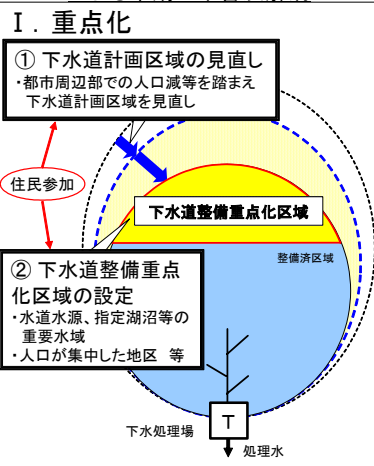 Ⅰ．重点化
① 下水道計画区域の見直し
・都市周辺部での人口減等を踏まえ
下水道計画区域を見直し
住民参加
下水道整備重点化区域
整備済区域
② 下水道整備重点
化区域の設定
・水道水源、指定湖沼等の
重要水域
・人口が集中した地区 等
T
下水処理場
処理水